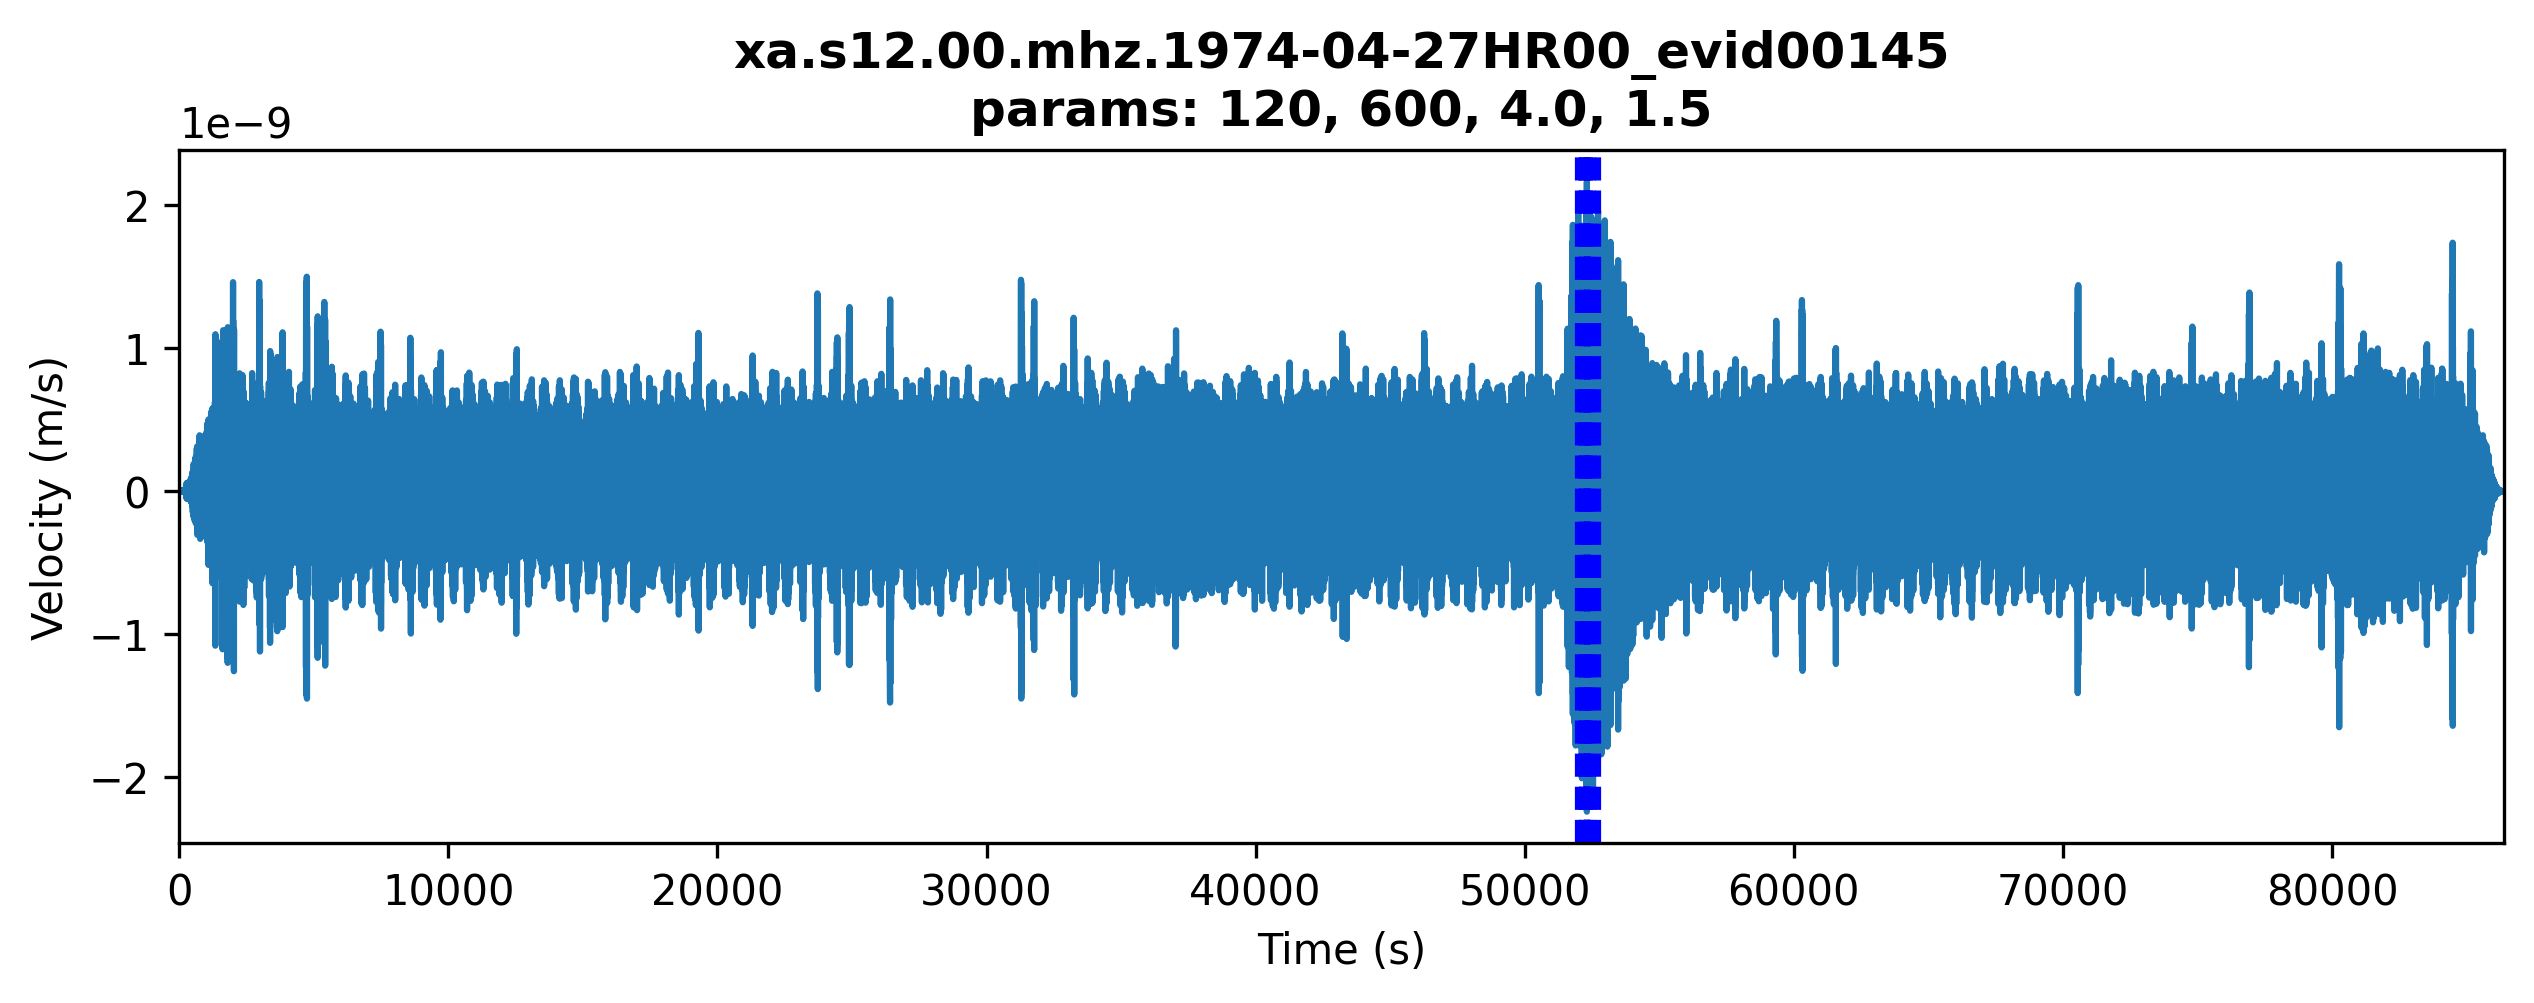 xa.s12.00.mhz.1974-04-27HR00_evid00145
params: 120, 600, 4.0, 1.5
1e−9
2
1
0
−1
−2
Velocity (m/s)
0 10000 20000 30000 40000 50000 60000 70000 80000
Time (s)